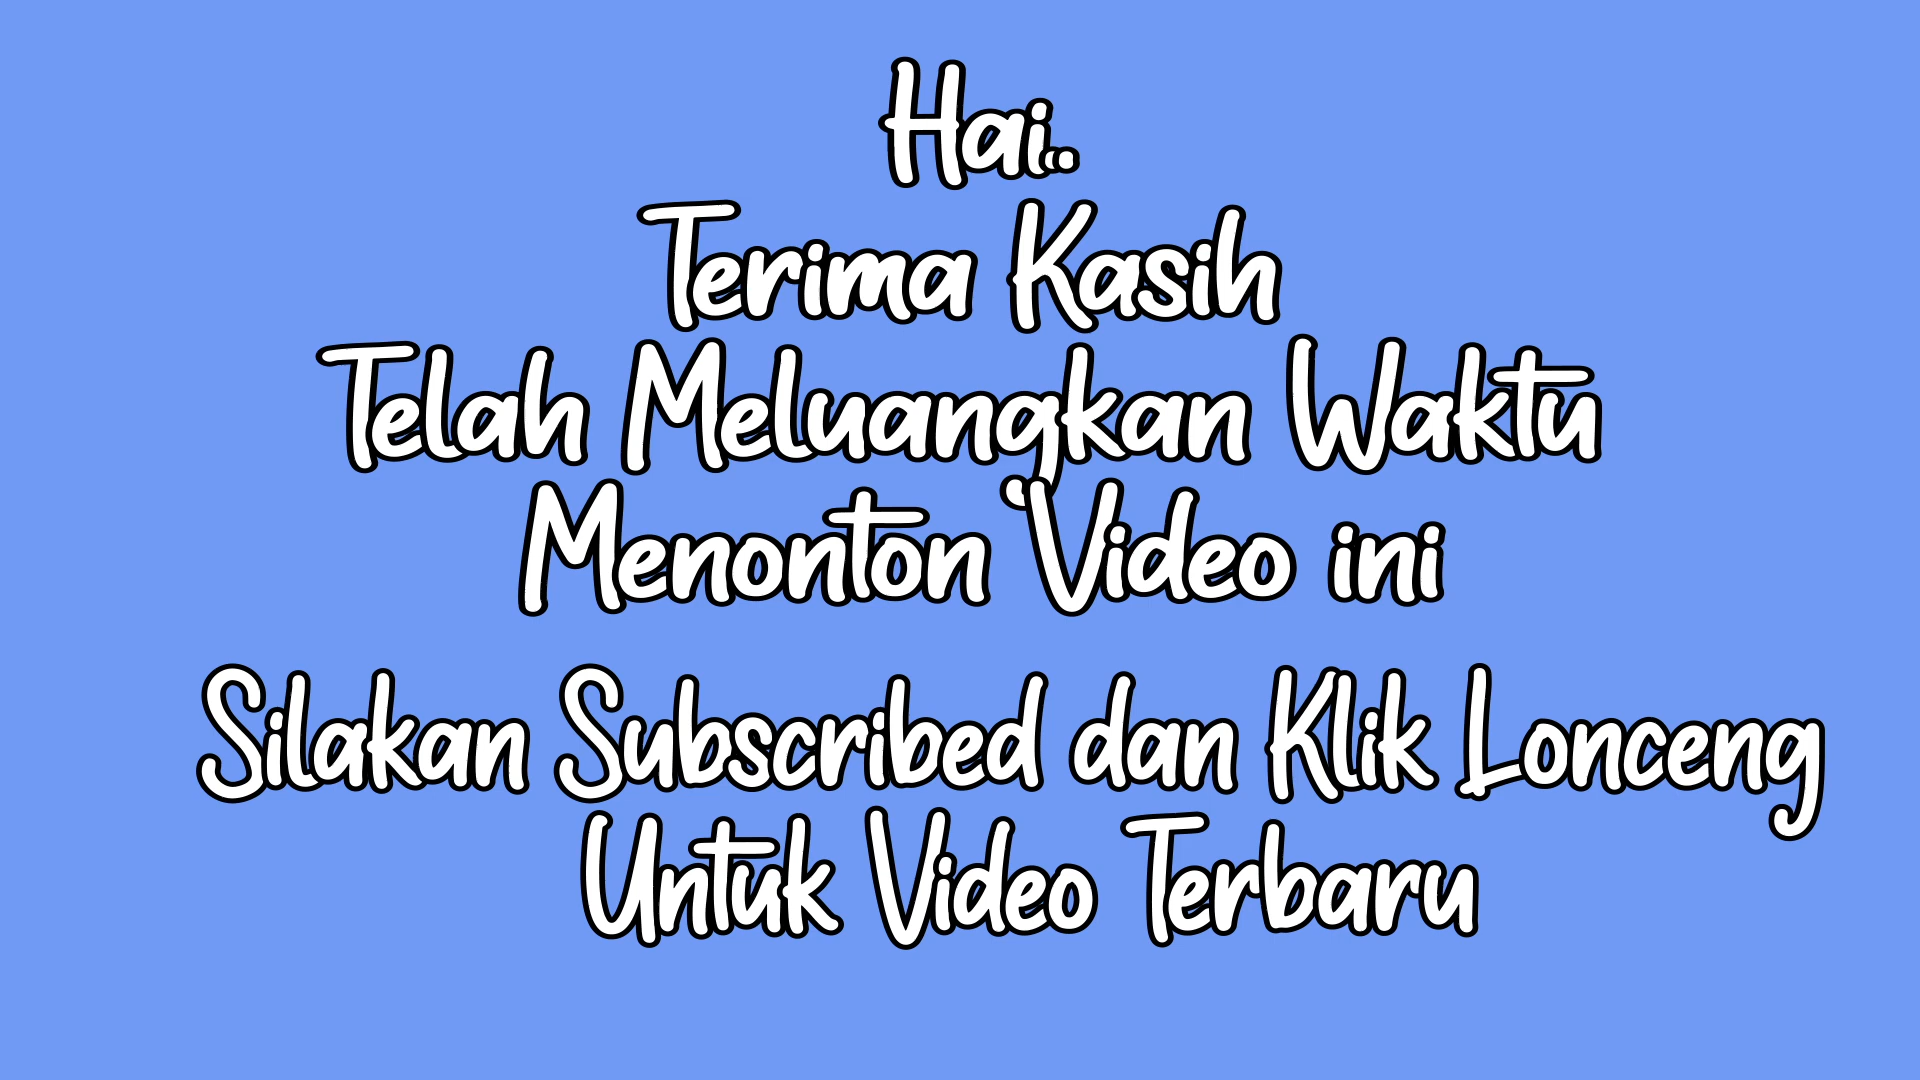 Hai..
Terima Kasih
Telah Meluangkan Waktu
Menonton Video ini
Silakan Subscribed dan Klik Lonceng
Untuk Video Terbaru